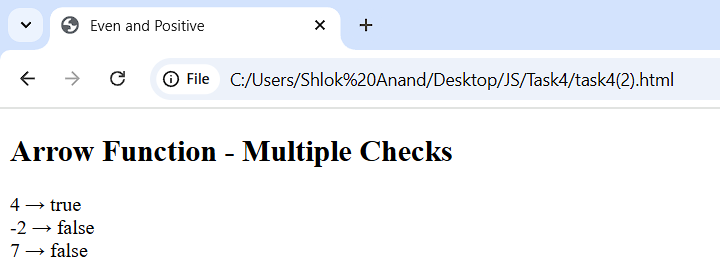 Even and Positive
File C:/Users/Shlok%20Anand/Desktop/JS/Task4/task4(2).html
Arrow Function - Multiple Checks
4 → true
-2 → false
7 → false